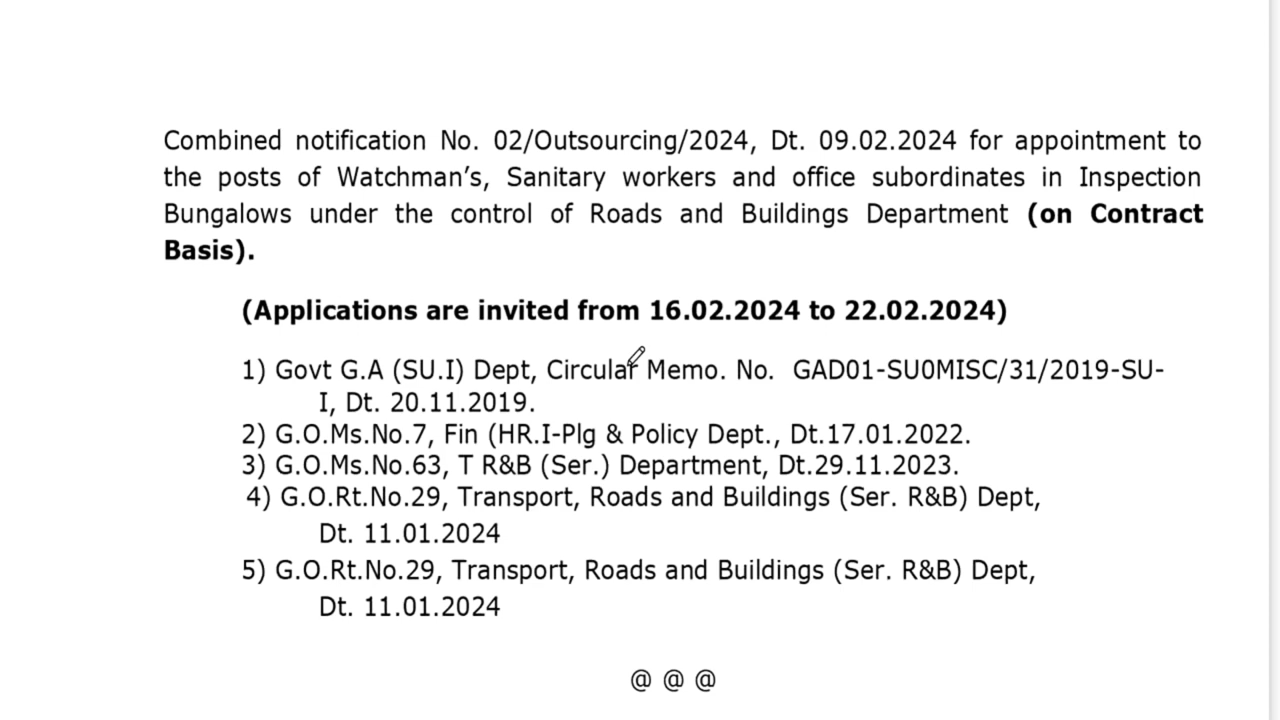 Combined notification No. 02/Outsourcing/2024, Dt. 09.02.2024 for appointment to
the posts of Watchman’s, Sanitary workers and office subordinates in Inspection
Bungalows under the control of Roads and Buildings Department (on Contract
Basis).
(Applications are invited from 16.02.2024 to 22.02.2024)
1) Govt G.A (SU.I) Dept, Circular Memo. No. GAD01-SU0MISC/31/2019-SU-
I, Dt. 20.11.2019.
2) G.O.Ms.No.7, Fin (HR.I-Plg & Policy Dept., Dt.17.01.2022.
3) G.O.Ms.No.63, T R&B (Ser.) Department, Dt.29.11.2023.
4) G.O.Rt.No.29, Transport, Roads and Buildings (Ser. R&B) Dept,
Dt. 11.01.2024
5) G.O.Rt.No.29, Transport, Roads and Buildings (Ser. R&B) Dept,
Dt. 11.01.2024
@ @ @